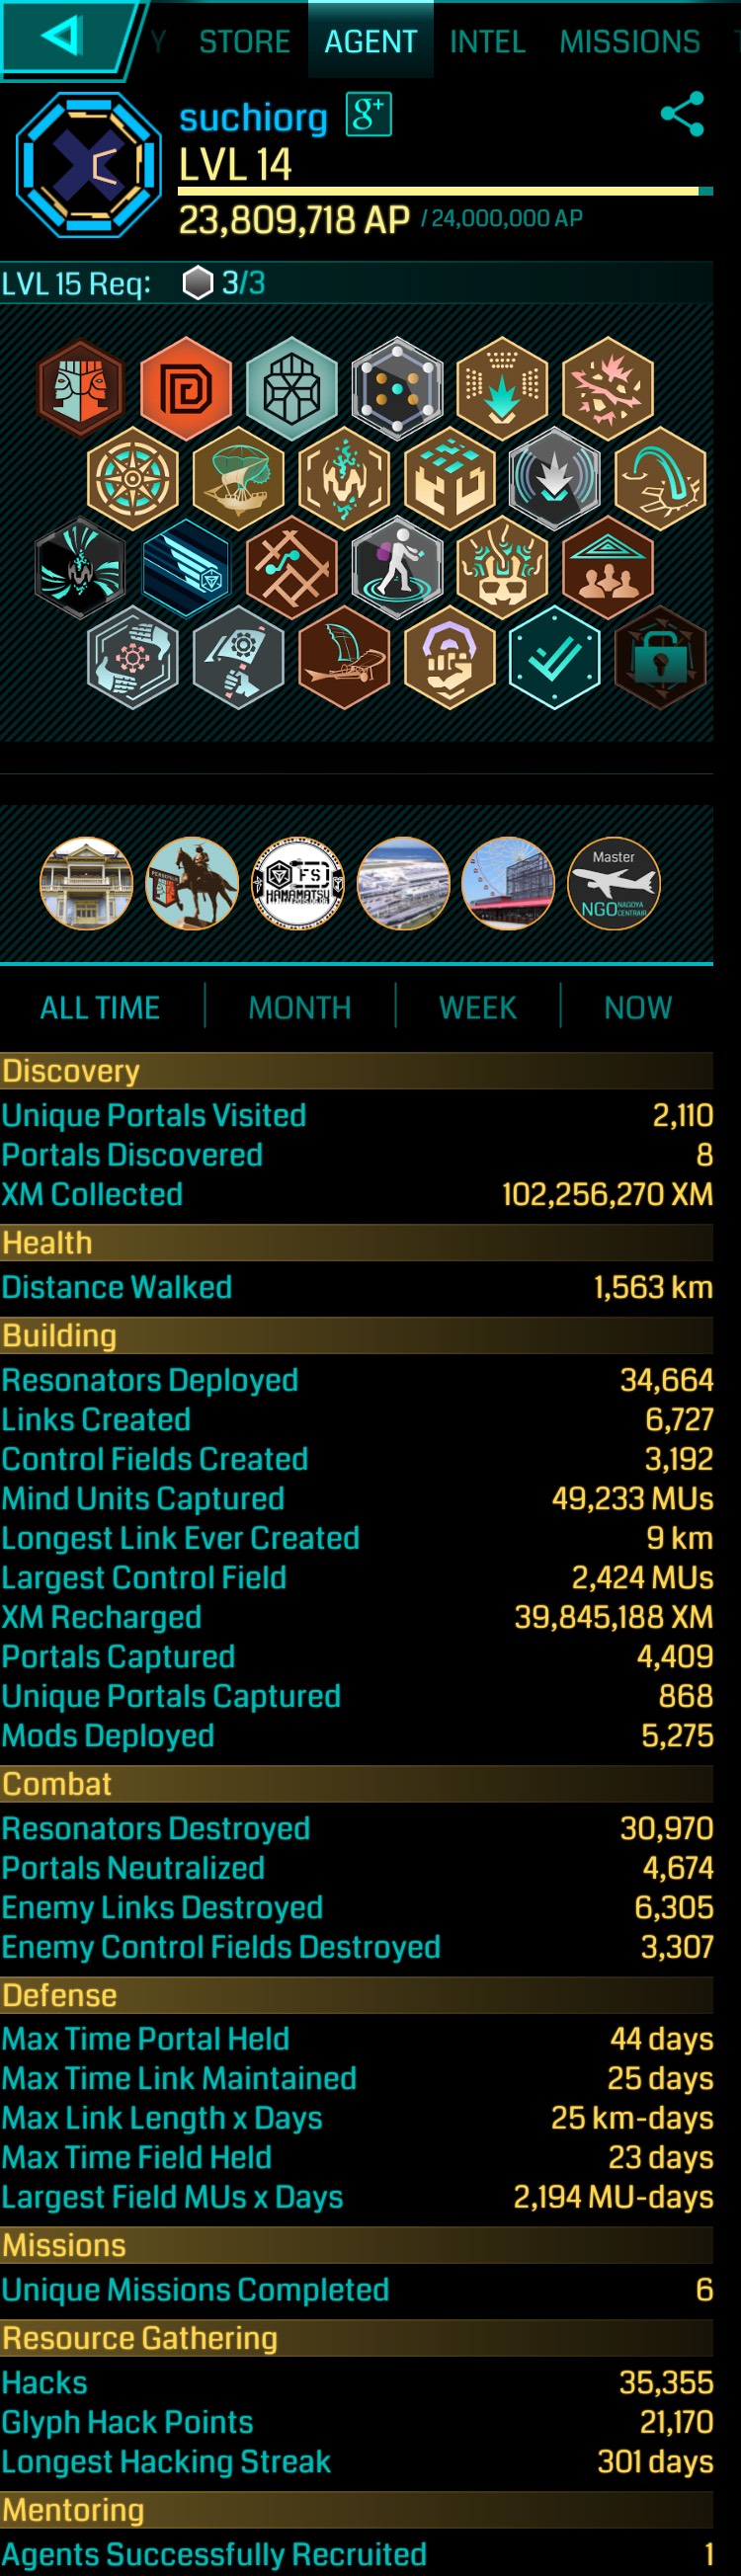 Y STORE AGENT INTEL MISSIONS
suchiorg g+
LVL 14
23,809,718 AP / 24,000,000 AP
LVL 15 Req: 3/3
FS
HAMAMATSU
Master
NGO NAGOYA CENTRAIR
ALL TIME MONTH WEEK NOW
Discovery
Unique Portals Visited 2,110
Portals Discovered 8
XM Collected 102,256,270 XM
Health
Distance Walked 1,563 km
Building
Resonators Deployed 34,664
Links Created 6,727
Control Fields Created 3,192
Mind Units Captured 49,233 MUs
Longest Link Ever Created 9 km
Largest Control Field 2,424 MUs
XM Recharged 39,845,188 XM
Portals Captured 4,409
Unique Portals Captured 868
Mods Deployed 5,275
Combat
Resonators Destroyed 30,970
Portals Neutralized 4,674
Enemy Links Destroyed 6,305
Enemy Control Fields Destroyed 3,307
Defense
Max Time Portal Held 44 days
Max Time Link Maintained 25 days
Max Link Length x Days 25 km-days
Max Time Field Held 23 days
Largest Field MUs x Days 2,194 MU-days
Missions
Unique Missions Completed 6
Resource Gathering
Hacks 35,355
Glyph Hack Points 21,170
Longest Hacking Streak 301 days
Mentoring
Agents Successfully Recruited 1